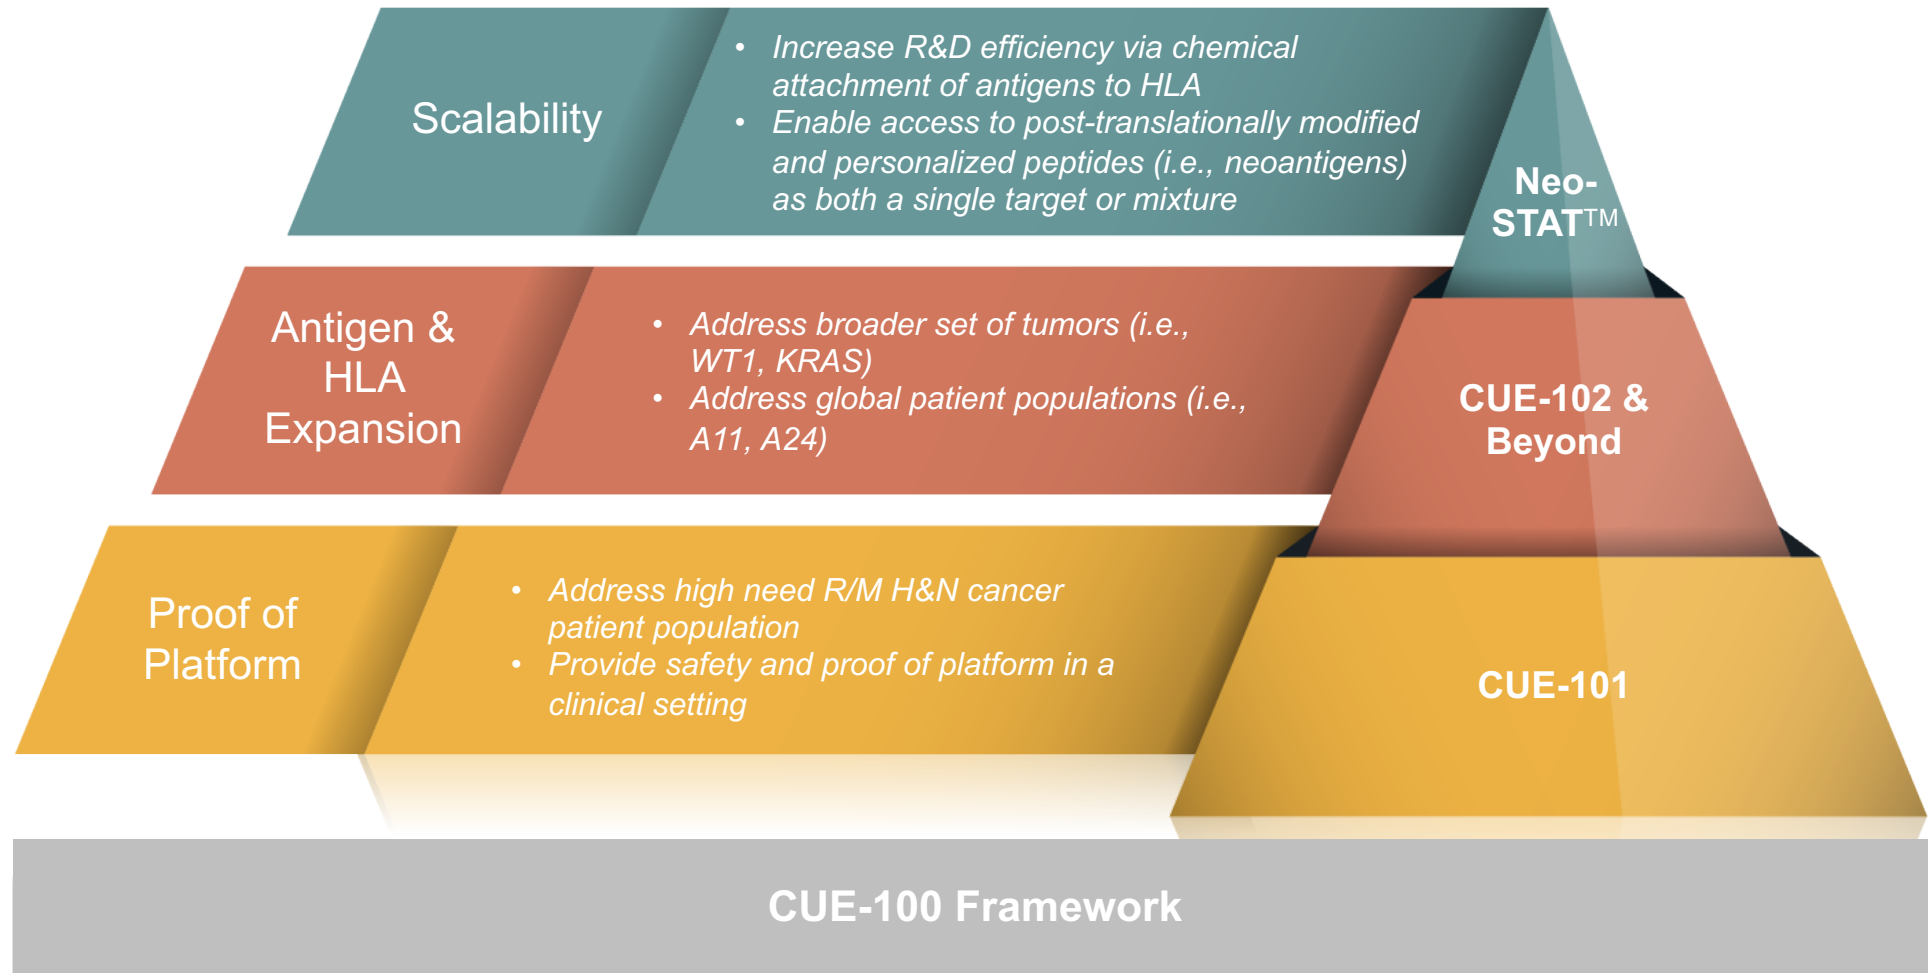 Scalability
• Increase R&D efficiency via chemical
attachment of antigens to HLA
• Enable access to post-translationally modified
and personalized peptides (i.e., neoantigens)
as both a single target or mixture
Neo-
STAT™
Antigen &
HLA
Expansion
• Address broader set of tumors (i.e.,
WT1, KRAS)
• Address global patient populations (i.e.,
A11, A24)
CUE-102 &
Beyond
Proof of
Platform
• Address high need R/M H&N cancer
patient population
• Provide safety and proof of platform in a
clinical setting
CUE-101
CUE-100 Framework